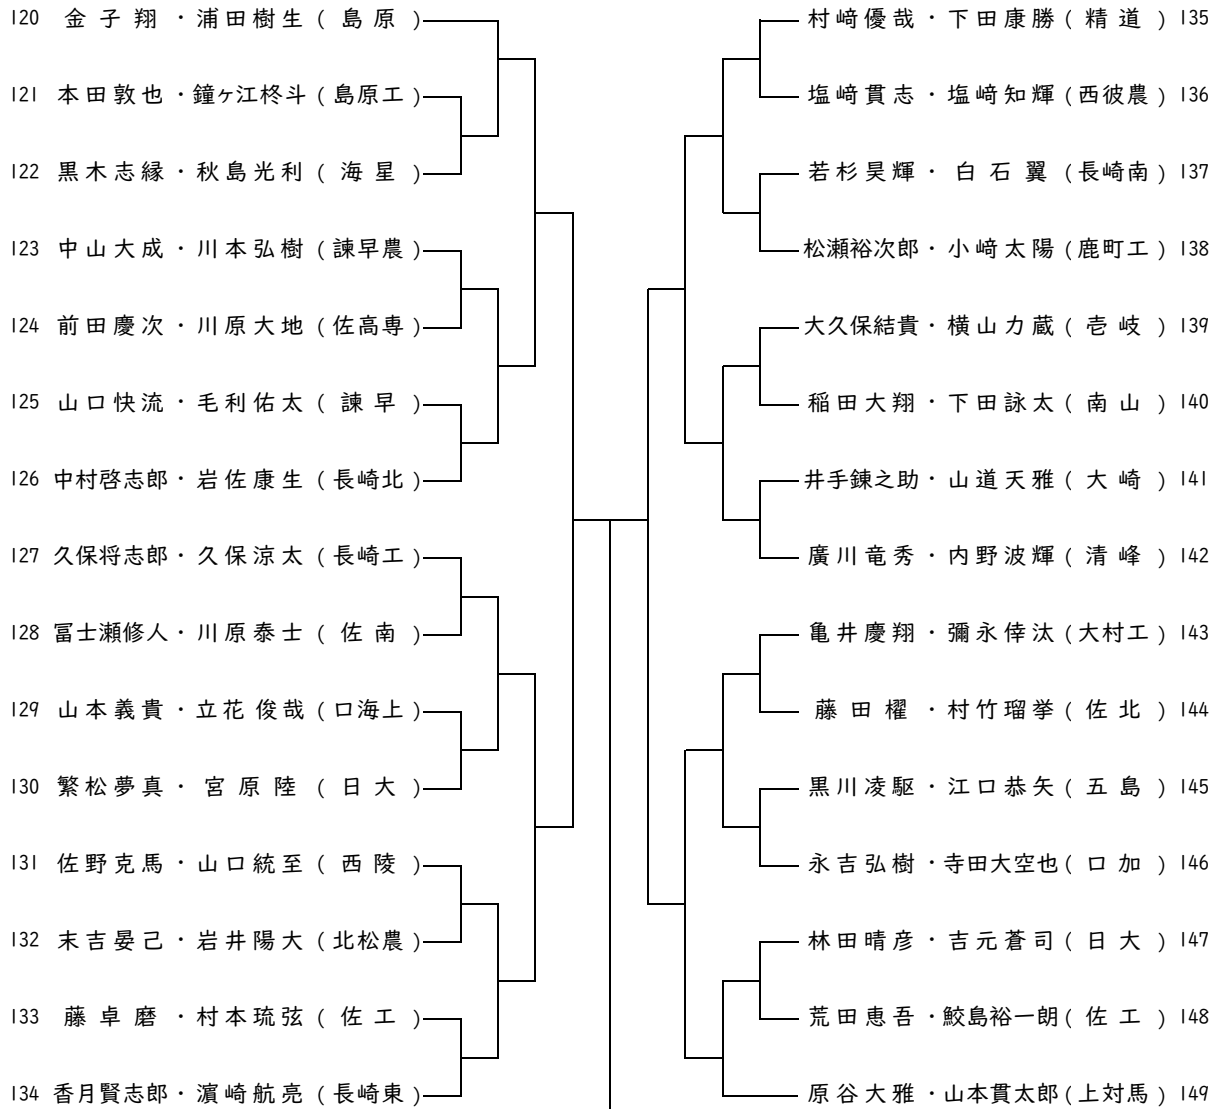 120 金子翔・浦田樹生(島原)
121 本田敦也・鐘ヶ江柊斗(島原工)
122 黒木志縁・秋島光利(海星)
123 中山大成・川本弘樹(諫早農)
124 前田慶次・川原大地(佐高専)
125 山口快流・毛利佑太(諫早)
126 中村啓志郎・岩佐康生(長崎北)
127 久保将志郎・久保涼太(長崎工)
128 冨士瀬修人・川原泰士(佐南)
129 山本義貴・立花俊哉(口海上)
130 繁松夢真・宮原陸(日大)
131 佐野克馬・山口統至(西陵)
132 末吉晏己・岩井陽大(北松農)
133 藤卓磨・村本琉弦(佐工)
134 香月賢志郎・濵崎航亮(長崎東)
村﨑優哉・下田康勝(精道) 135
塩﨑貫志・塩﨑知輝(西彼農) 136
若杉昊輝・白石翼(長崎南) 137
松瀬裕次郎・小﨑太陽(鹿町工) 138
大久保結貴・横山力蔵(壱岐) 139
稲田大翔・下田詠太(南山) 140
井手錬之助・山道天雅(大崎) 141
廣川竜秀・内野波輝(清峰) 142
亀井慶翔・彌永倖汰(大村工) 143
藤田櫂・村竹瑠挙(佐北) 144
黒川凌駆・江口恭矢(五島) 145
永吉弘樹・寺田大空也(口加) 146
林田晴彦・吉元蒼司(日大) 147
荒田恵吾・鮫島裕一朗(佐工) 148
原谷大雅・山本貫太郎(上対馬) 149